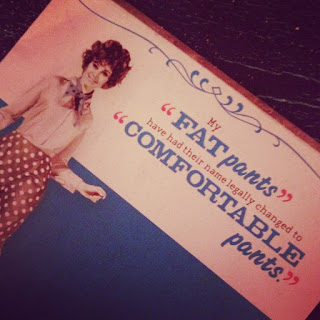 My
“FAT pants”
have had their name legally changed to
“COMFORTABLE
pants.”